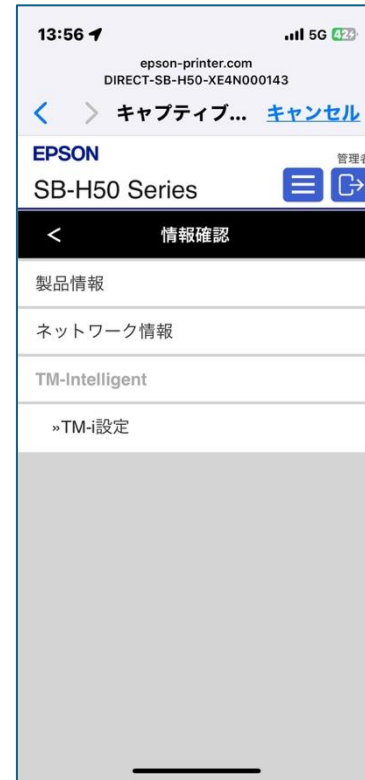 13:56 5G 42
epson-printer.com
DIRECT-SB-H50-XE4N000143
キャプティブ... キャンセル
EPSON 管理者
SB-H50 Series
< 情報確認
製品情報
ネットワーク情報
TM-Intelligent
»TM-i設定